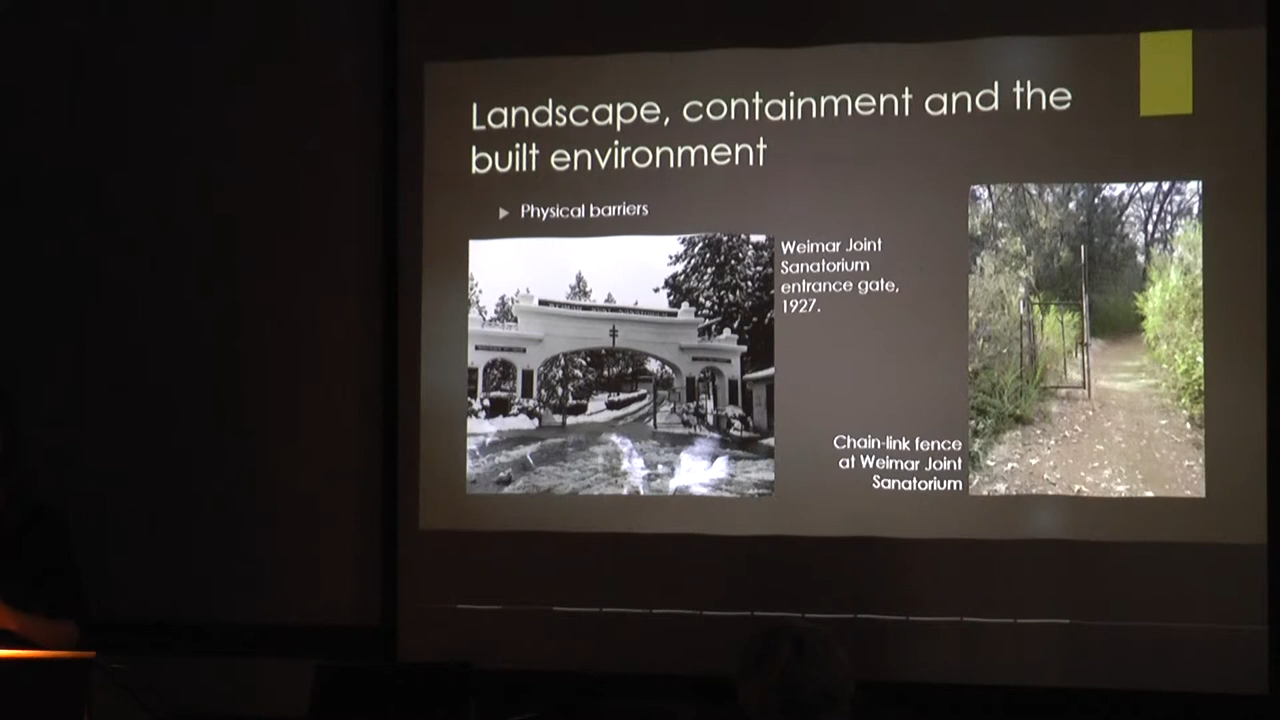 Landscape, containment and the
built environment
Physical barriers
Weimar Joint
Sanatorium
entrance gate,
1927.
Chain-link fence
at Weimar Joint
Sanatorium